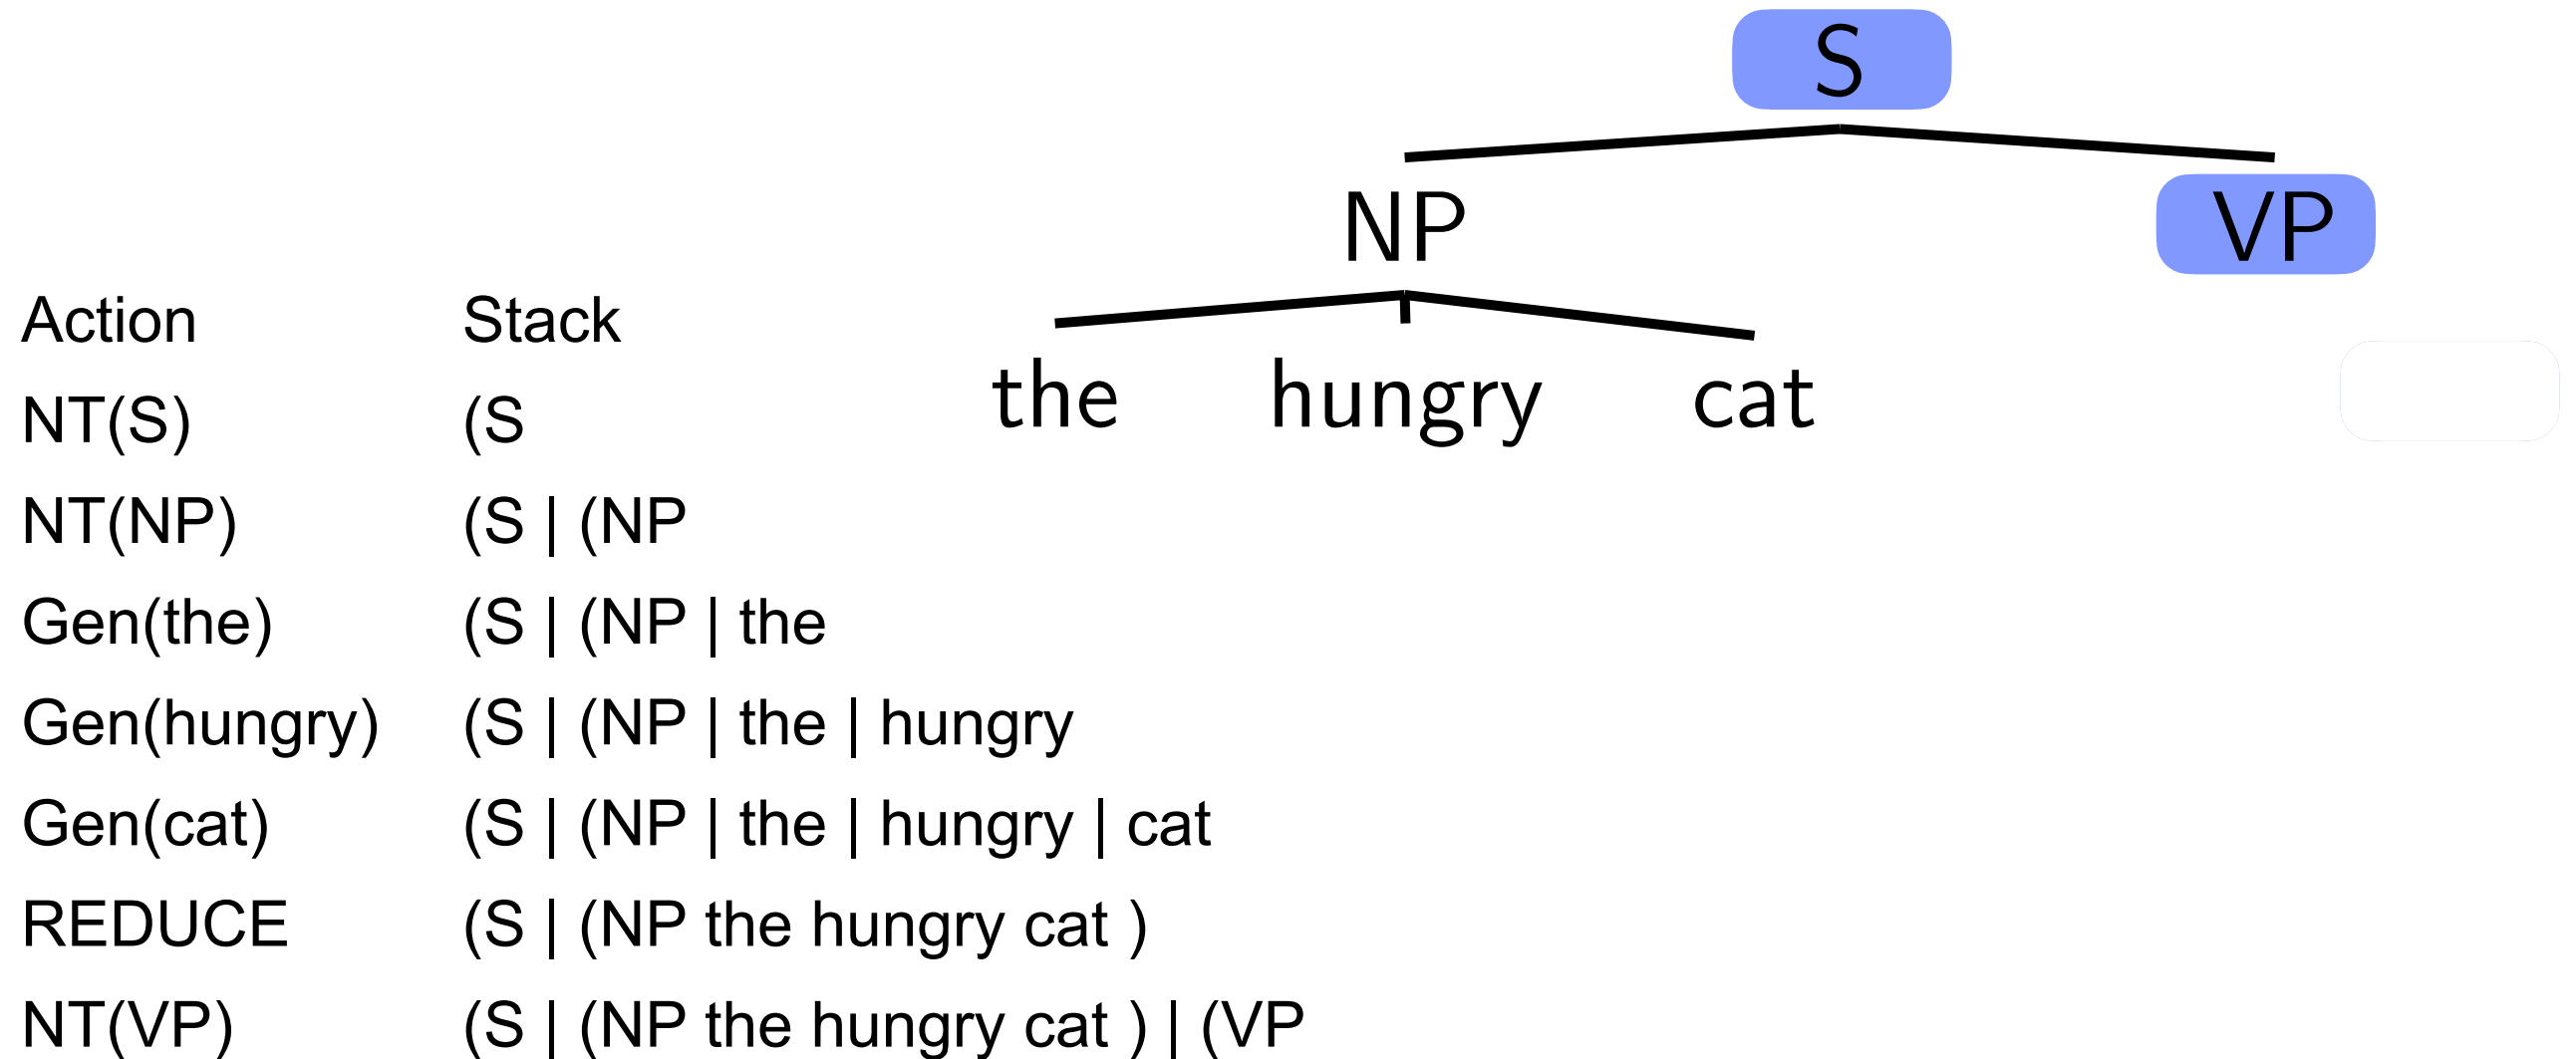 S
NP VP
the hungry cat
Action Stack
NT(S) (S
NT(NP) (S | (NP
Gen(the) (S | (NP | the
Gen(hungry) (S | (NP | the | hungry
Gen(cat) (S | (NP | the | hungry | cat
REDUCE (S | (NP the hungry cat )
NT(VP) (S | (NP the hungry cat ) | (VP